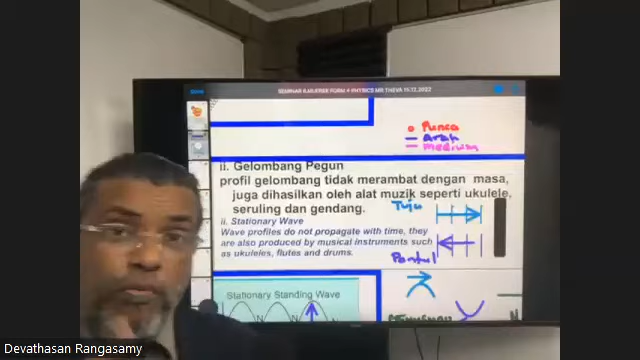 SEMINAR KARJEREK FORM 4 PHYSICS MR THEVA 11.12.2022
Punca
Arah
Medium
ii. Gelombang Pegun
profil gelombang tidak merambat dengan masa,
juga dihasilkan oleh alat muzik seperti ukulele,
seruling dan gendang.
Tuju
ii. Stationary Wave
Wave profiles do not propagate with time, they
are also produced by musical instruments such
as ukuleles, flutes and drums.
Pantul
Stationary Standing Wave
N
N
N
Devathasan Rangasamy